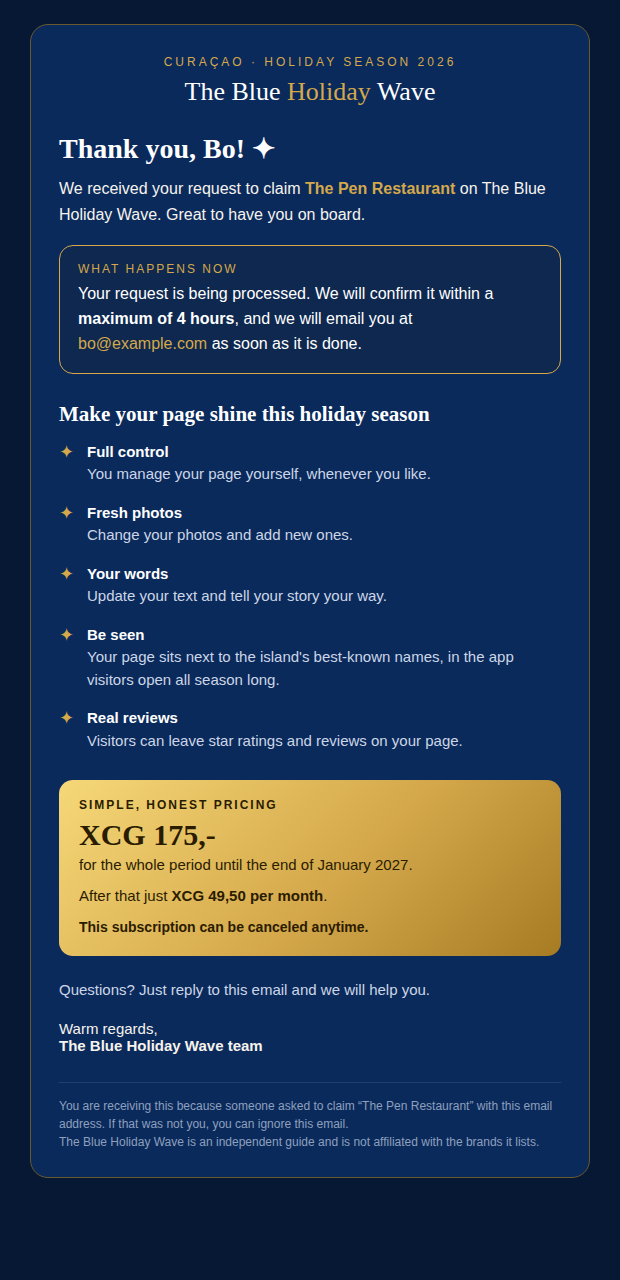 CURAÇAO · HOLIDAY SEASON 2026
The Blue Holiday Wave
Thank you, Bo! ✦
We received your request to claim The Pen Restaurant on The Blue
Holiday Wave. Great to have you on board.
WHAT HAPPENS NOW
Your request is being processed. We will confirm it within a
maximum of 4 hours, and we will email you at
bo@example.com as soon as it is done.
Make your page shine this holiday season
✦ Full control
You manage your page yourself, whenever you like.
✦ Fresh photos
Change your photos and add new ones.
✦ Your words
Update your text and tell your story your way.
✦ Be seen
Your page sits next to the island's best-known names, in the app
visitors open all season long.
✦ Real reviews
Visitors can leave star ratings and reviews on your page.
SIMPLE, HONEST PRICING
XCG 175,-
for the whole period until the end of January 2027.
After that just XCG 49,50 per month.
This subscription can be canceled anytime.
Questions? Just reply to this email and we will help you.
Warm regards,
The Blue Holiday Wave team
You are receiving this because someone asked to claim “The Pen Restaurant” with this email
address. If that was not you, you can ignore this email.
The Blue Holiday Wave is an independent guide and is not affiliated with the brands it lists.